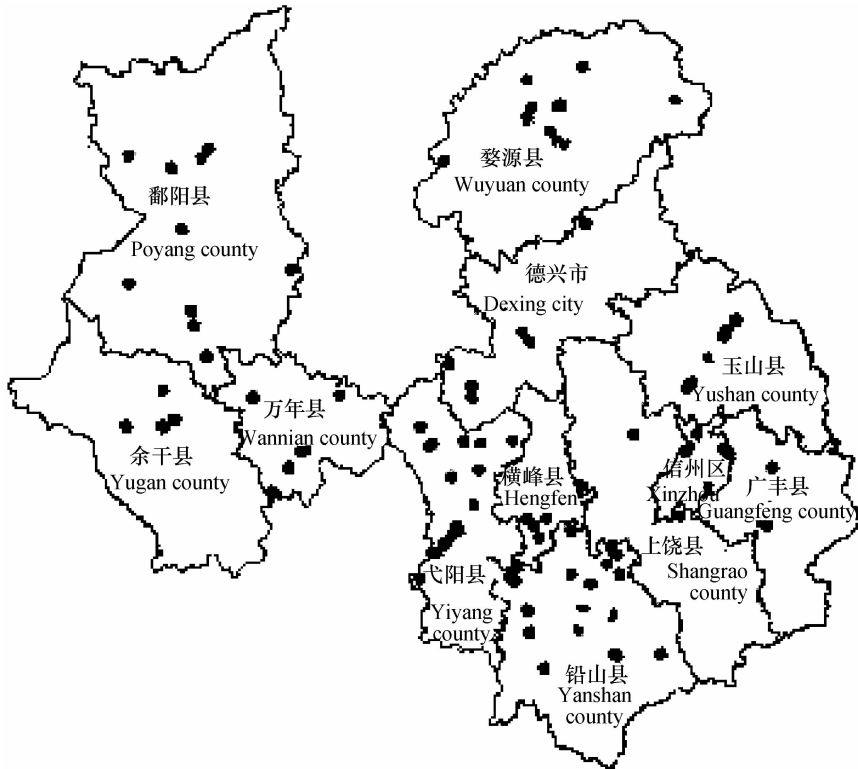 婺源县
Wuyuan county
鄱阳县
Poyang county
德兴市
Dexing city
玉山县
Yushan county
万年县
Wannian county
余干县
Yugan county
横峰县
Hengfen
信州区
Xinzhou
广丰县
Guangfeng county
上饶县
Shangrao
county
弋阳县
Yiyang
county
铅山县
Yanshan
county